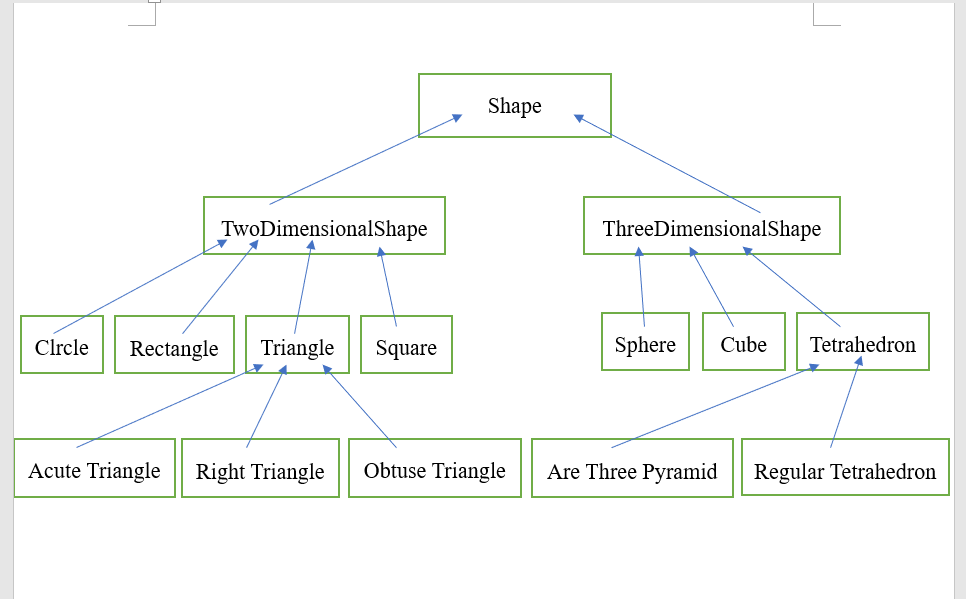 Shape
TwoDimensionalShape
ThreeDimensionalShape
Clrcle
Rectangle
Triangle
Square
Sphere
Cube
Tetrahedron
Acute Triangle
Right Triangle
Obtuse Triangle
Are Three Pyramid
Regular Tetrahedron